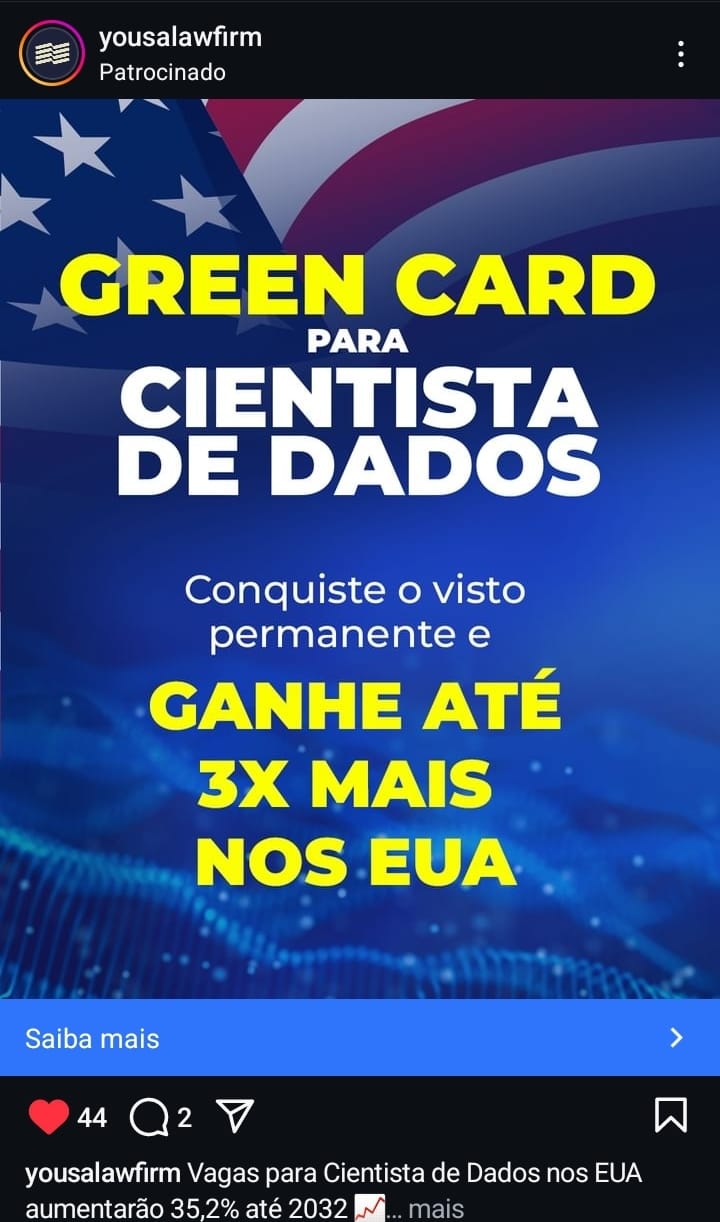 yousalawfirm
Patrocinado
GREEN CARD
PARA
CIENTISTA
DE DADOS
Conquiste o visto
permanente e
GANHE ATÉ
3X MAIS
NOS EUA
Saiba mais
44 2
yousalawfirm Vagas para Cientista de Dados nos EUA
aumentarão 35,2% até 2032 📈... mais